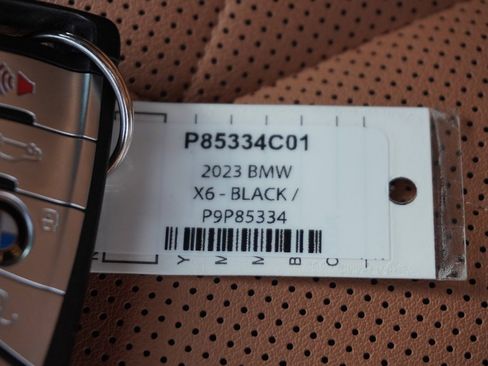 P85334C01
2023 BMW
X6 - BLACK /
P9P85334
Y M M B C